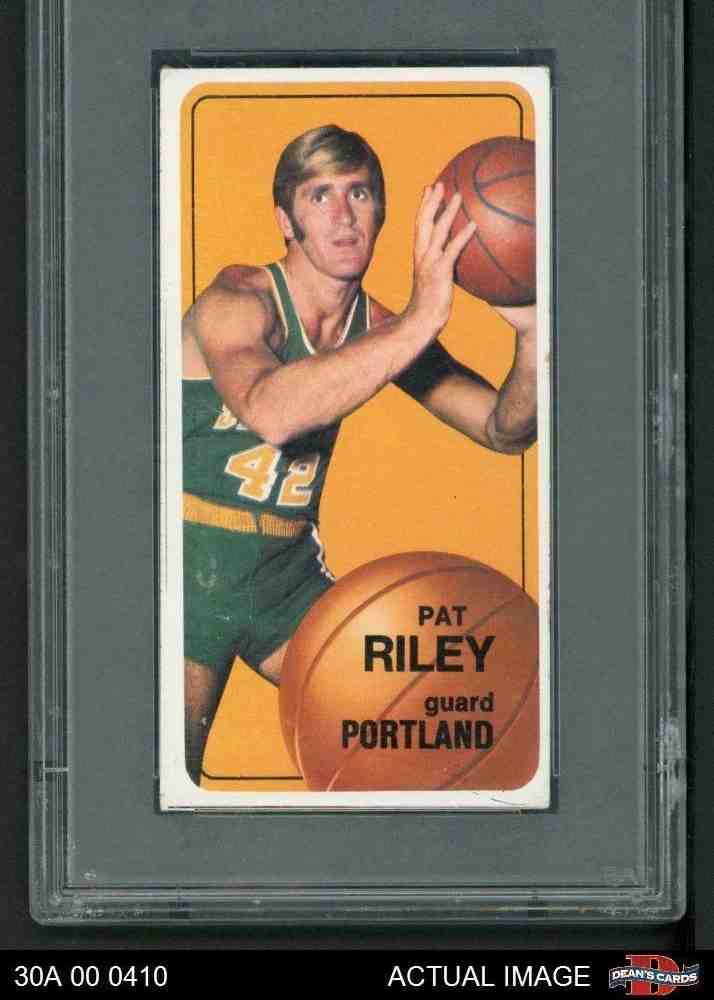 42
PAT
RILEY
guard
PORTLAND
30A 00 0410
ACTUAL IMAGE
D
DEAN'S CARDS